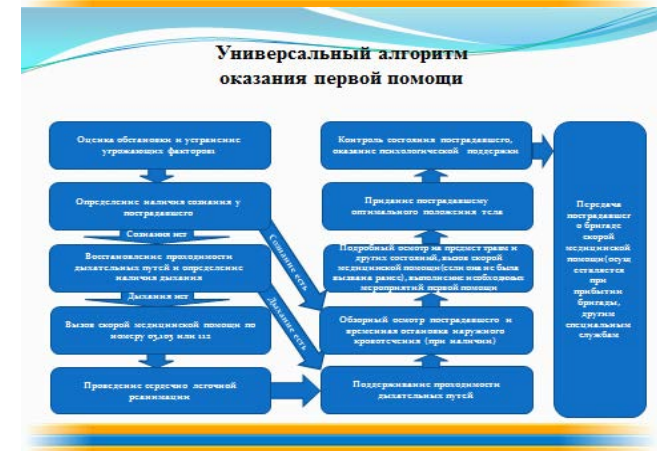 Универсальный алгоритм
оказания первой помощи
Оценка обстановки и устранение
угрожающих факторов
Определение наличия сознания у
пострадавшего
Сознания нет
Восстановление проходимости
дыхательных путей и определение
наличия дыхания
Дыхания нет
Вызов скорой медицинской помощи по
номеру 03,103 или 112
Проведение сердечно легочной
реанимации
Сознание есть
Дыхание есть
Контроль состояния пострадавшего,
оказание психологической поддержки
Придание пострадавшему
оптимального положения тела
Подробный осмотр на предмет травм и
других состояний, вызов скорой
медицинской помощи(если она не была
вызвана ранее), выполнение необходимых
мероприятий первой помощи
Обзорный осмотр пострадавшего и
временная остановка наружного
кровотечения (при наличии)
Поддерживание проходимости
дыхательных путей
Передача
пострадавшег
о бригаде
скорой
медицинской
помощи(осущ
ествляется
при
прибытии
бригады,
другим
специальным
службам